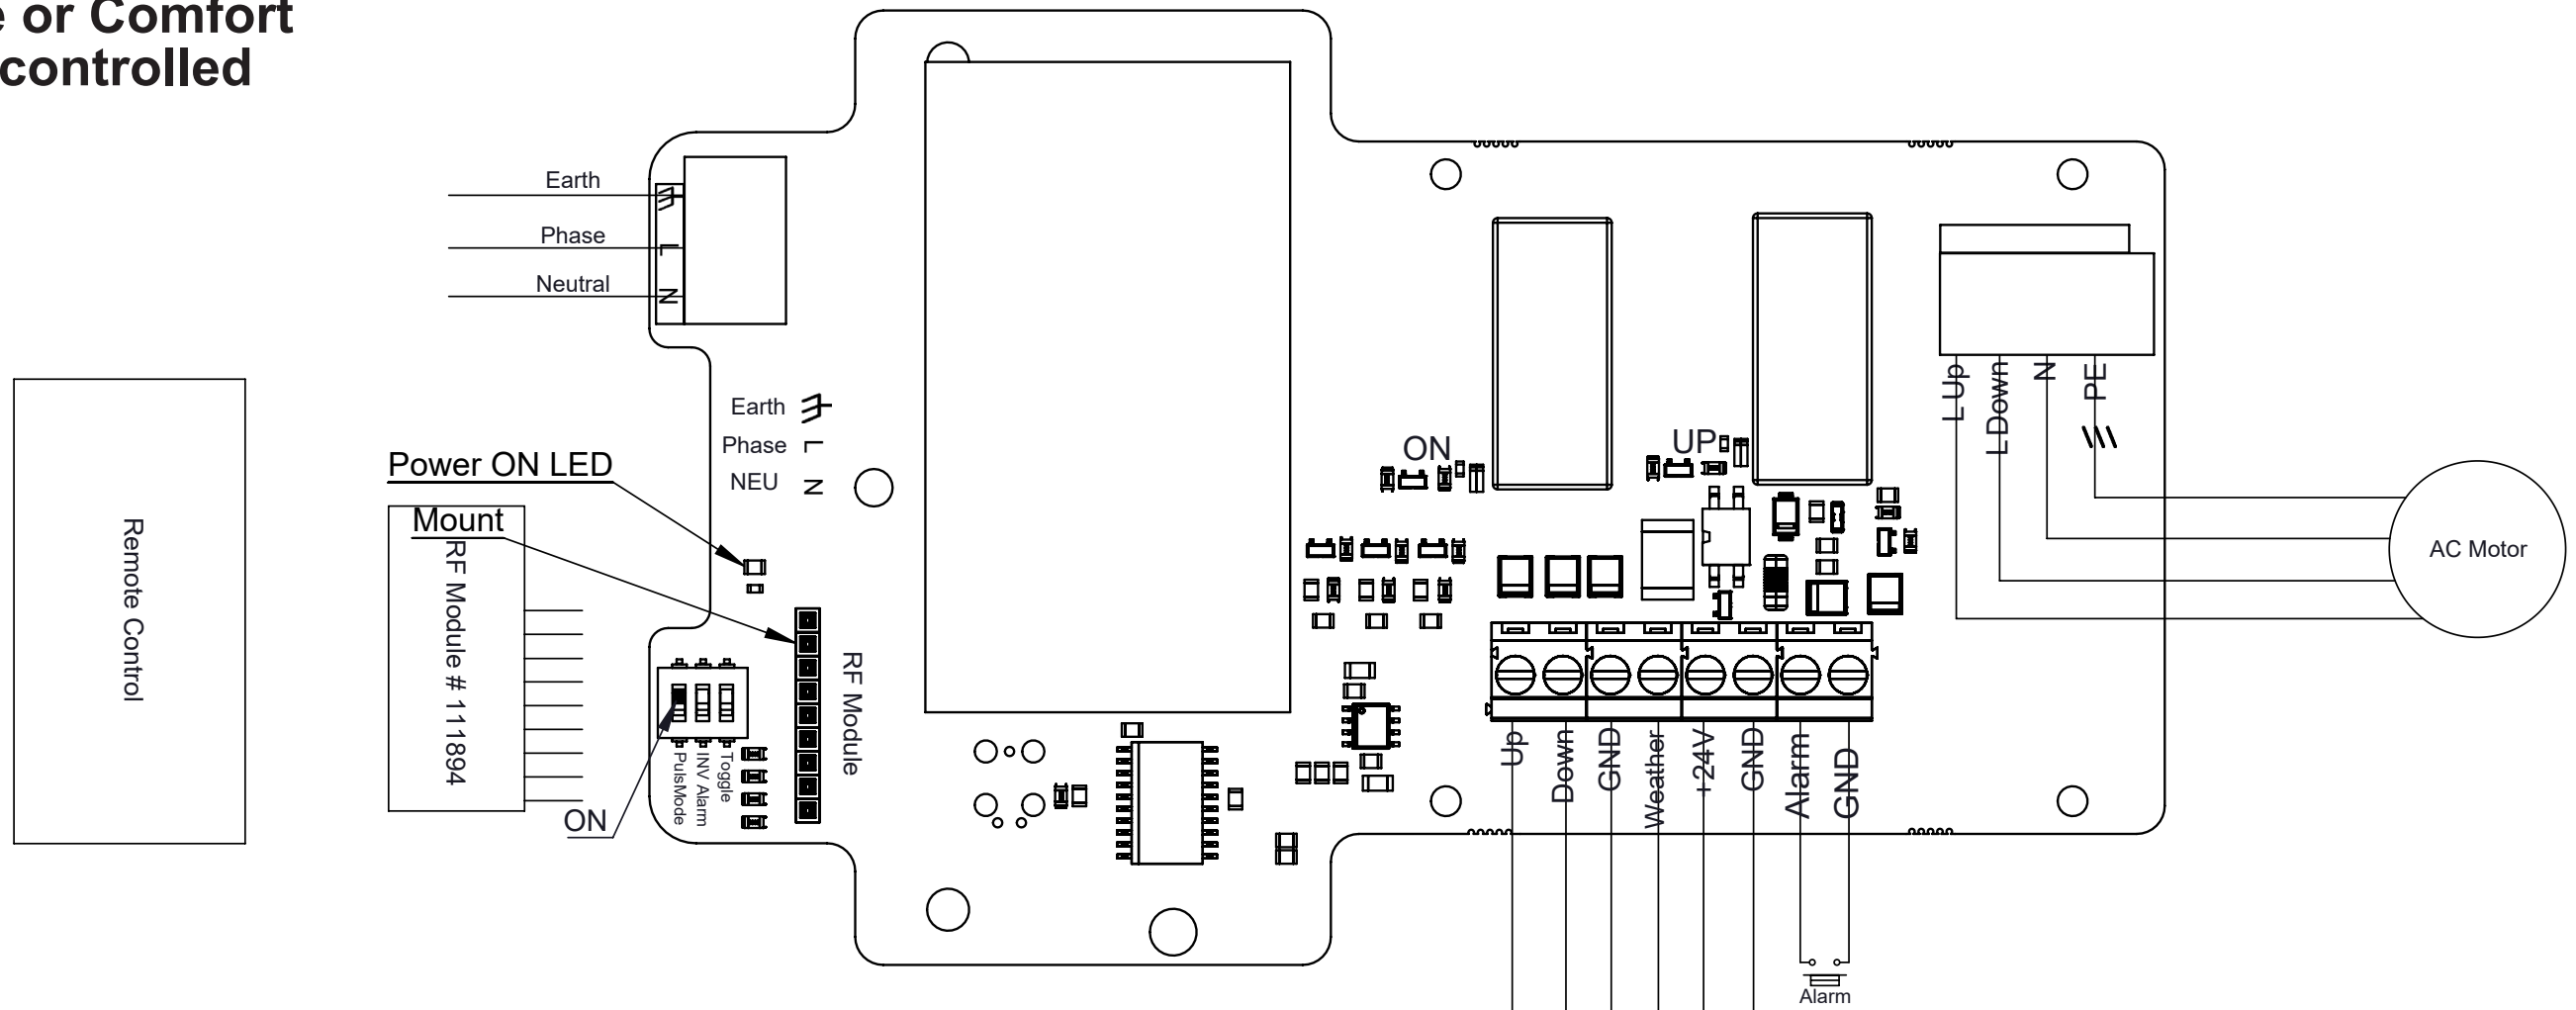 e or Comfort
controlled
Earth
Phase
Neutral
L
N
Earth
Phase L
NEU N
Power ON LED
Mount
RF Module # 111894
Remote Control
RF Module
Toggle
INV Alarm
PulsMode
ON
ON
UP
L Up
L Down
N
PE
AC Motor
Up
Down
GND
Weather
+24V
GND
Alarm
GND
Alarm